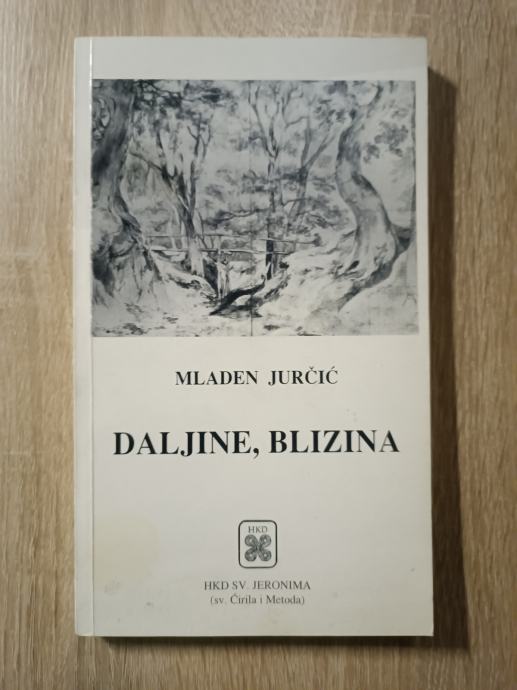 MLADEN JURČIĆ
DALJINE, BLIZINA
HKD
HKD SV. JERONIMA
(sv. Ćirila i Metoda)